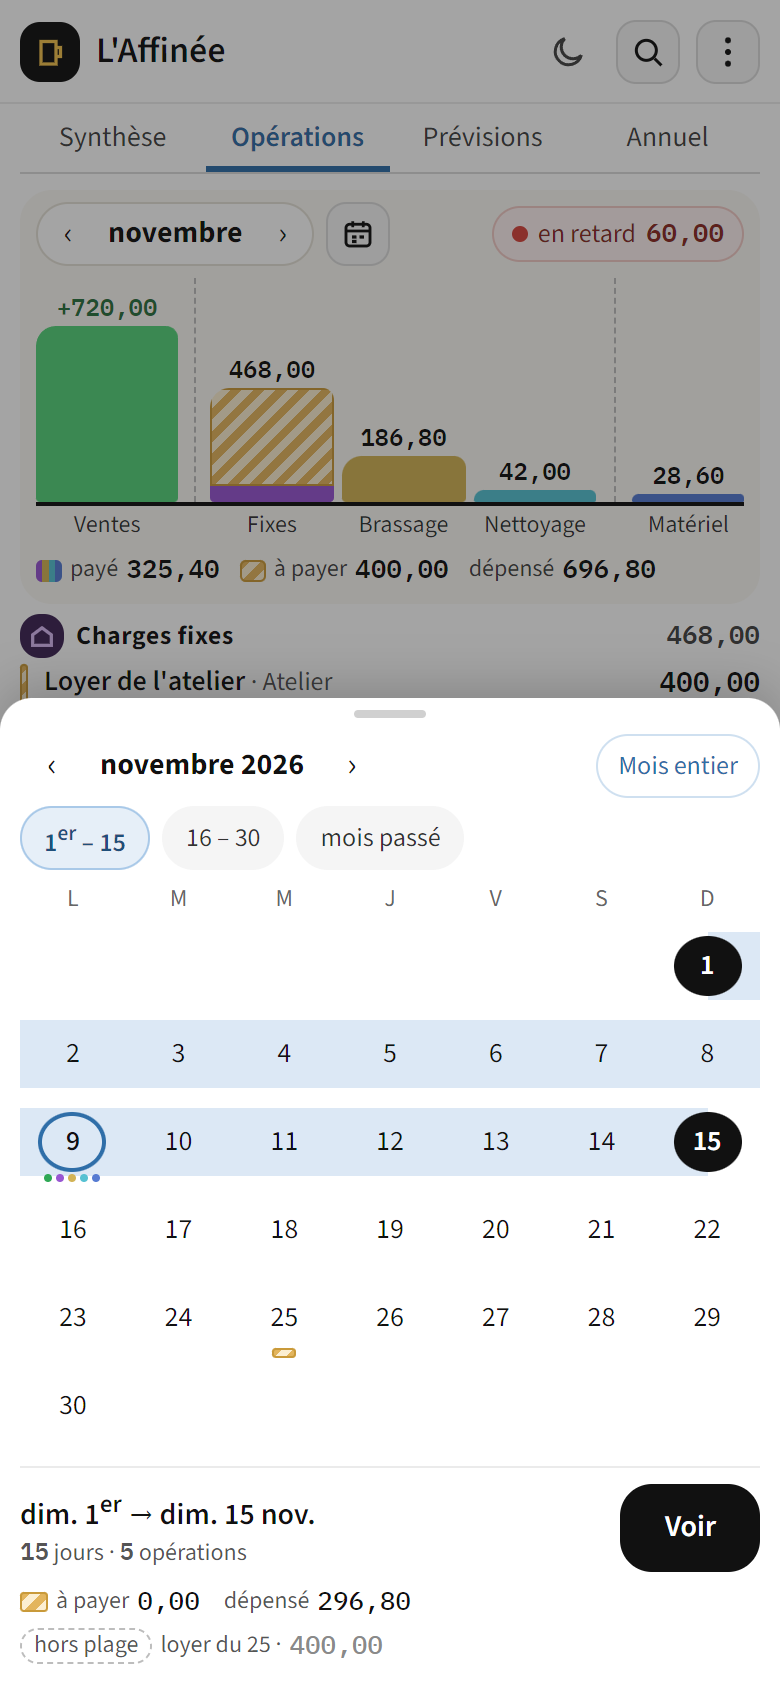 L'Affinée
Synthèse Opérations Prévisions Annuel
‹ novembre › en retard 60,00
+720,00
468,00
186,80
42,00
28,60
Ventes Fixes Brassage Nettoyage Matériel
payé 325,40 à payer 400,00 dépensé 696,80
Charges fixes 468,00
Loyer de l'atelier · Atelier 400,00
‹ novembre 2026 › Mois entier
1er – 15 16 – 30 mois passé
L M M J V S D
1
2 3 4 5 6 7 8
9 10 11 12 13 14 15
16 17 18 19 20 21 22
23 24 25 26 27 28 29
30
dim. 1er → dim. 15 nov. Voir
15 jours · 5 opérations
à payer 0,00 dépensé 296,80
hors plage loyer du 25 · 400,00